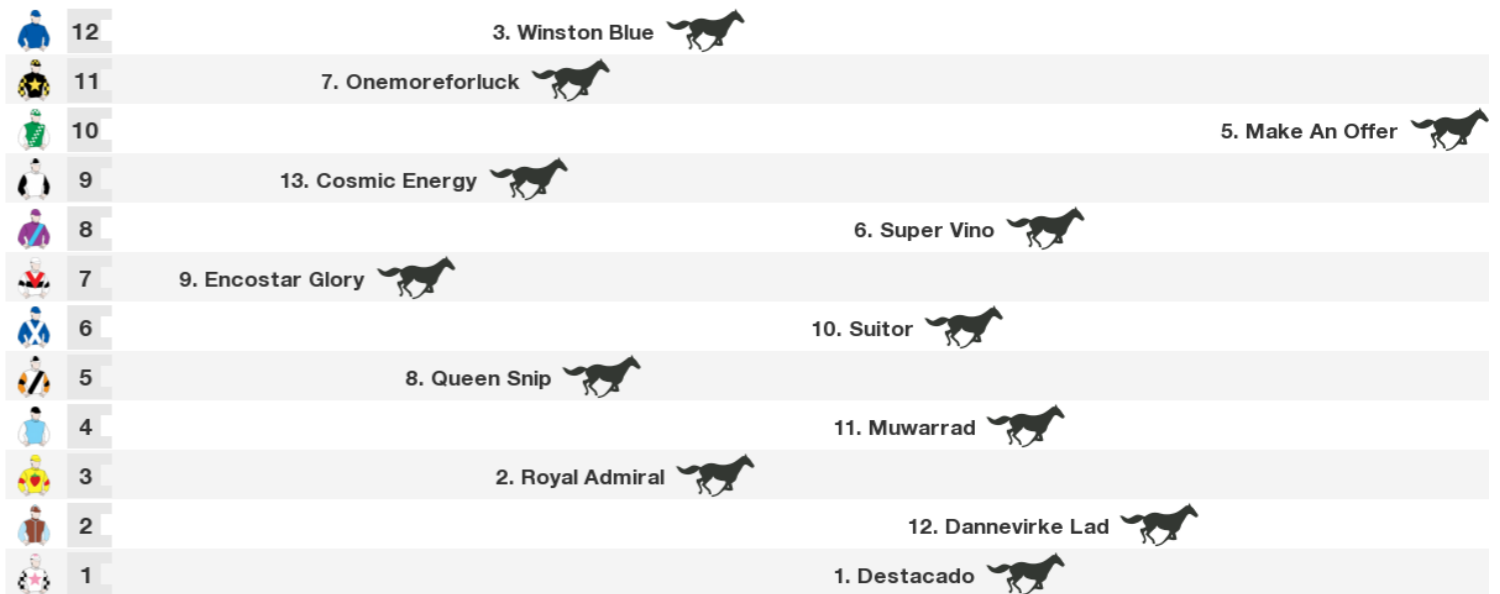 12 3. Winston Blue
11 7. Onemoreforluck
10 5. Make An Offer
9 13. Cosmic Energy
8 6. Super Vino
7 9. Encostar Glory
6 10. Suitor
5 8. Queen Snip
4 11. Muwarrad
3 2. Royal Admiral
2 12. Dannevirke Lad
1 1. Destacado